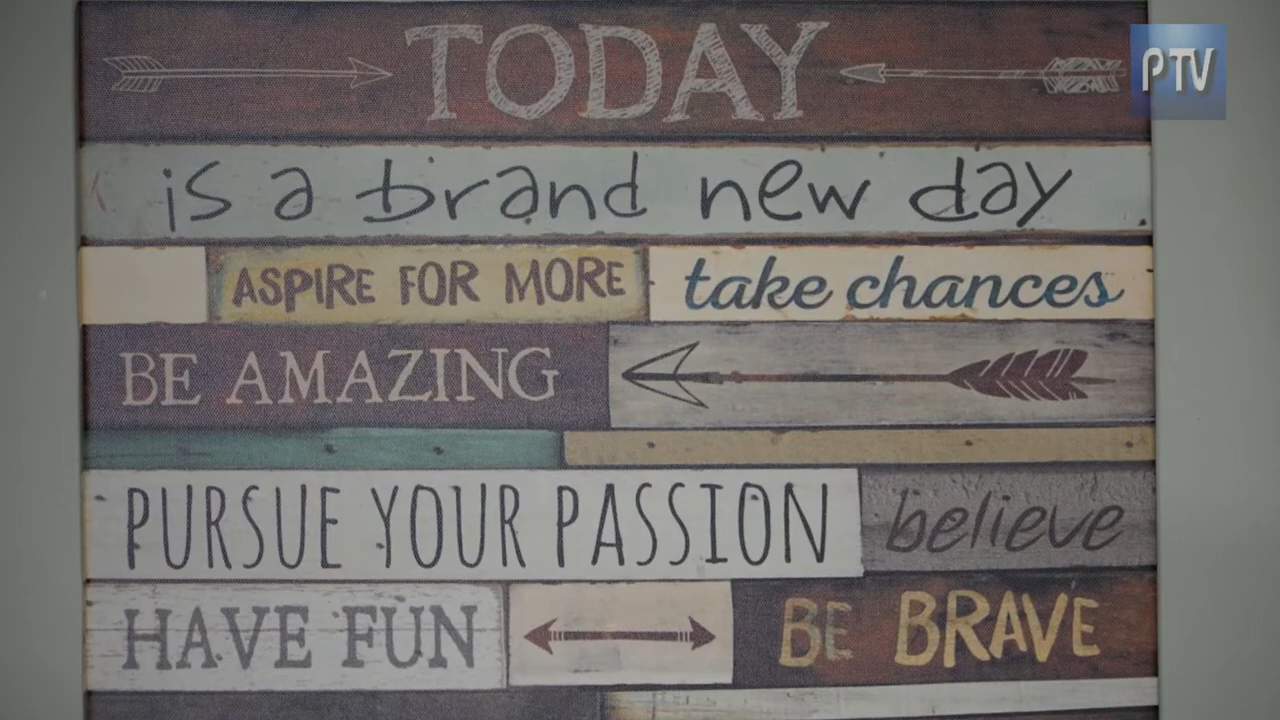 TODAY
PTV
is a brand new day
ASPIRE FOR MORE take chances
BE AMAZING
PURSUE YOUR PASSION believe
HAVE FUN BE BRAVE